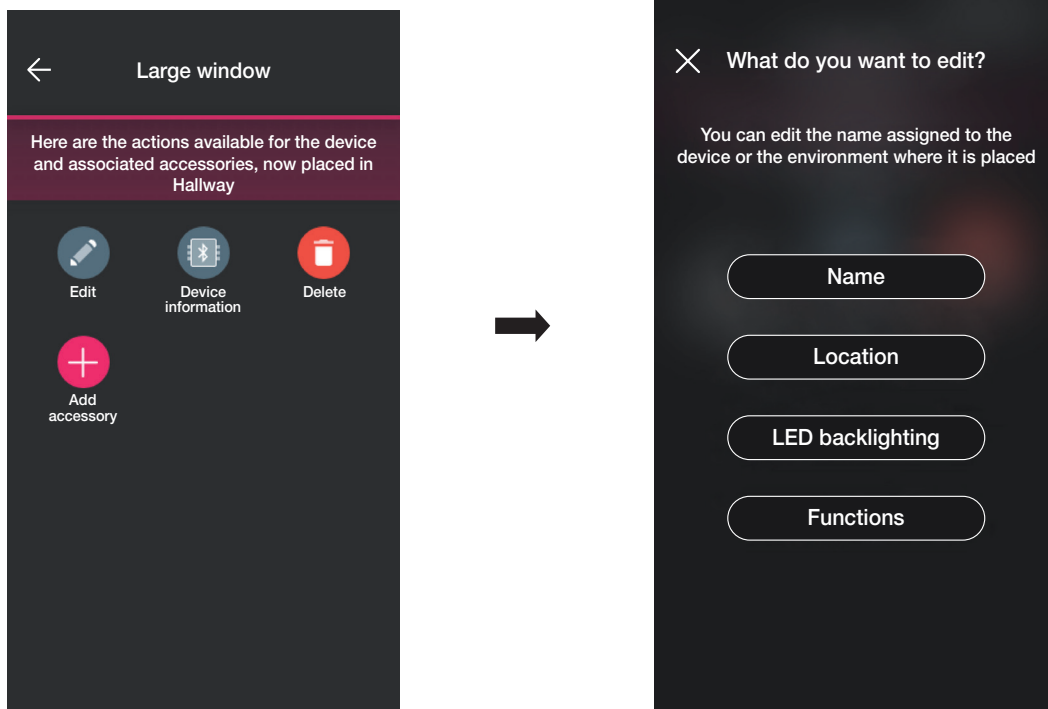 Large window
Here are the actions available for the device
and associated accessories, now placed in
Hallway
Edit
Device
information
Delete
Add
accessory
What do you want to edit?
You can edit the name assigned to the
device or the environment where it is placed
Name
Location
LED backlighting
Functions